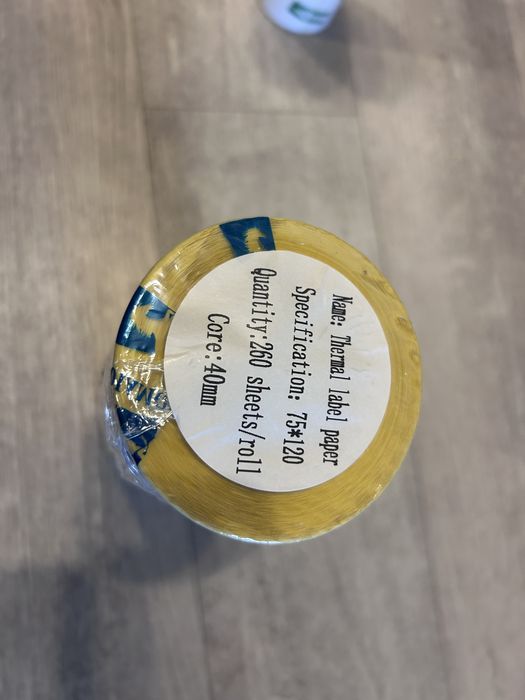 Name: Thermal label paper
Specification: 75*120
Quantity:260 sheets/roll
Core:40mm